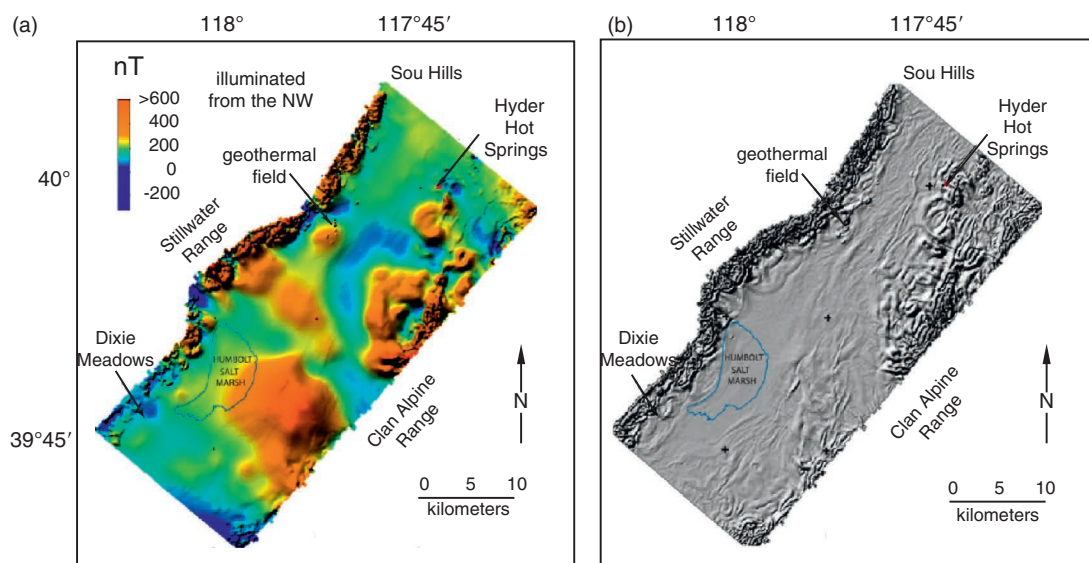 (a)
118°
117°45′
nT
>600
400
200
0
-200
illuminated
from the NW
Sou Hills
Hyder
Hot
Springs
geothermal
field
40°
Stillwater
Range
Dixie
Meadows
HUMBOLT
SALT
MARSH
Clan Alpine
Range
N
39°45′
0 5 10
kilometers
(b)
118°
117°45′
Sou Hills
Hyder
Hot
Springs
geothermal
field
Stillwater
Range
Dixie
Meadows
HUMBOLT
SALT
MARSH
Clan Alpine
Range
N
0 5 10
kilometers